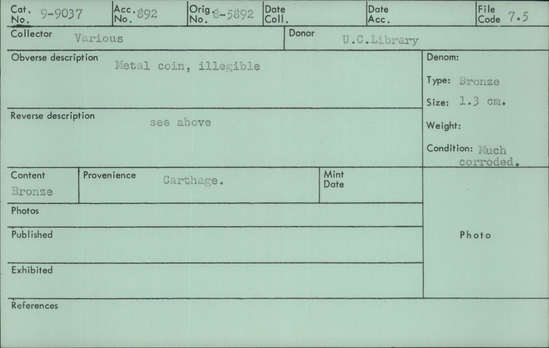 Cat. No. 9-9037 Acc. No. 892 Orig No. 8-5892 Date Coll. Date Acc. File Code 7.5
Collector Various Donor U.C.Library
Obverse description Metal coin, illegible
Denom:
Type: Bronze
Size: 1.3 cm.
Reverse description see above
Weight:
Condition: Much corroded.
Content Bronze Provenience Carthage. Mint Date
Photos
Published
Photo
Exhibited
References